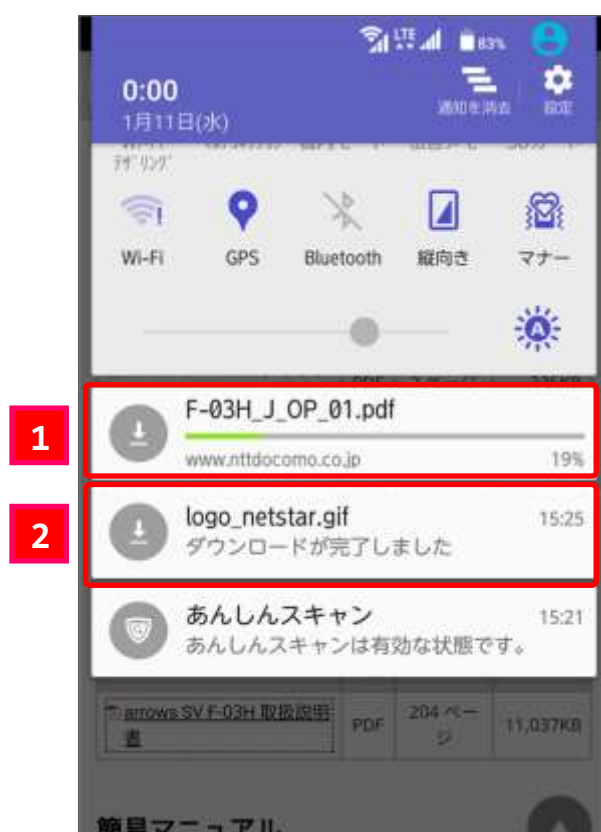 LTE 83%
0:00
1月11日(水)
通知を消去 設定
ﾃｻﾞﾘﾝｸﾞ
Wi-Fi GPS Bluetooth 縦向き マナー
A
1
F-03H_J_OP_01.pdf
www.nttdocomo.co.jp 19%
2
logo_netstar.gif 15:25
ダウンロードが完了しました
あんしんスキャン 15:21
あんしんスキャンは有効な状態です。
arrows SV F-03H 取扱説明書 PDF 204 ページ 11,037KB
簡易マニュアル